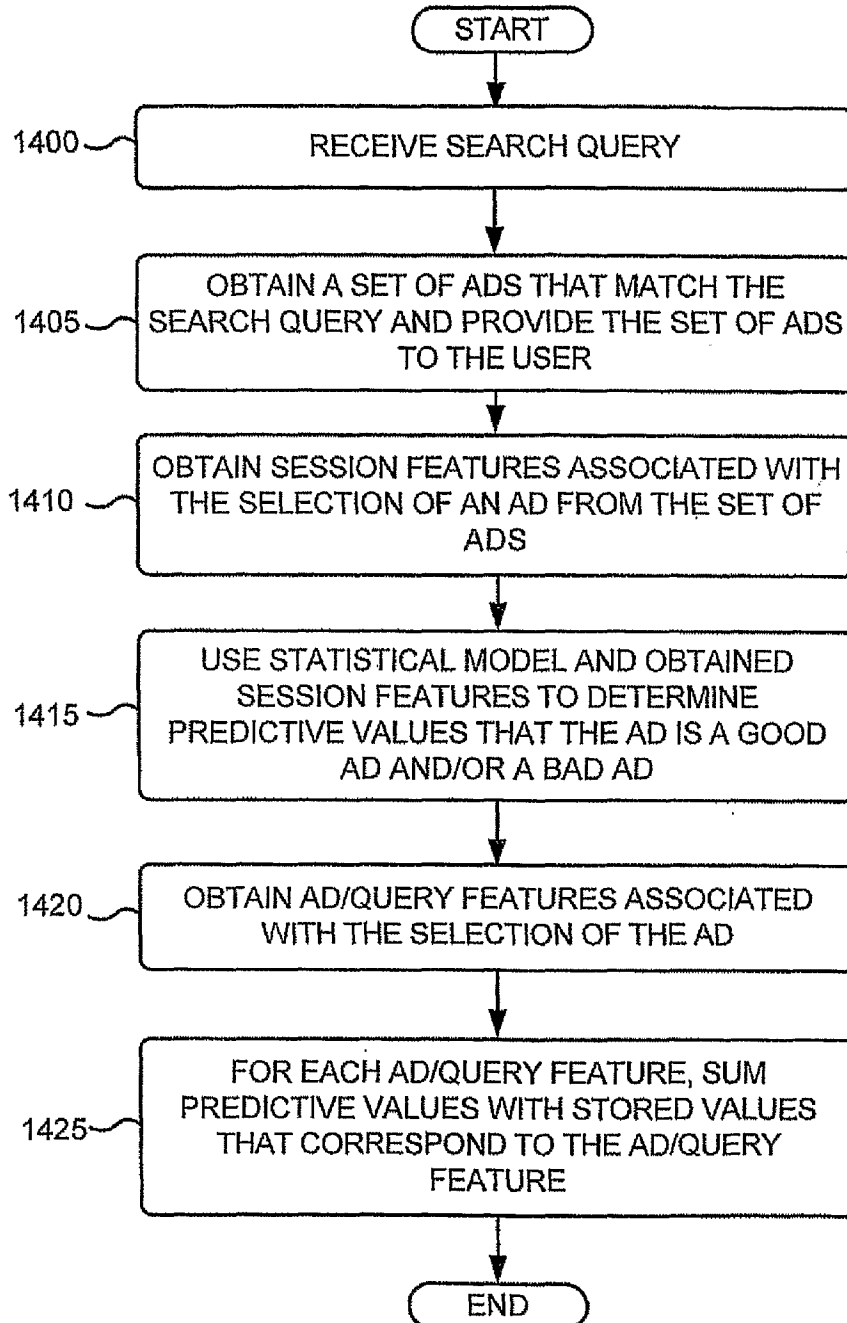 START
1400
RECEIVE SEARCH QUERY
1405
OBTAIN A SET OF ADS THAT MATCH THE
SEARCH QUERY AND PROVIDE THE SET OF ADS
TO THE USER
1410
OBTAIN SESSION FEATURES ASSOCIATED WITH
THE SELECTION OF AN AD FROM THE SET OF
ADS
1415
USE STATISTICAL MODEL AND OBTAINED
SESSION FEATURES TO DETERMINE
PREDICTIVE VALUES THAT THE AD IS A GOOD
AD AND/OR A BAD AD
1420
OBTAIN AD/QUERY FEATURES ASSOCIATED
WITH THE SELECTION OF THE AD
1425
FOR EACH AD/QUERY FEATURE, SUM
PREDICTIVE VALUES WITH STORED VALUES
THAT CORRESPOND TO THE AD/QUERY
FEATURE
END